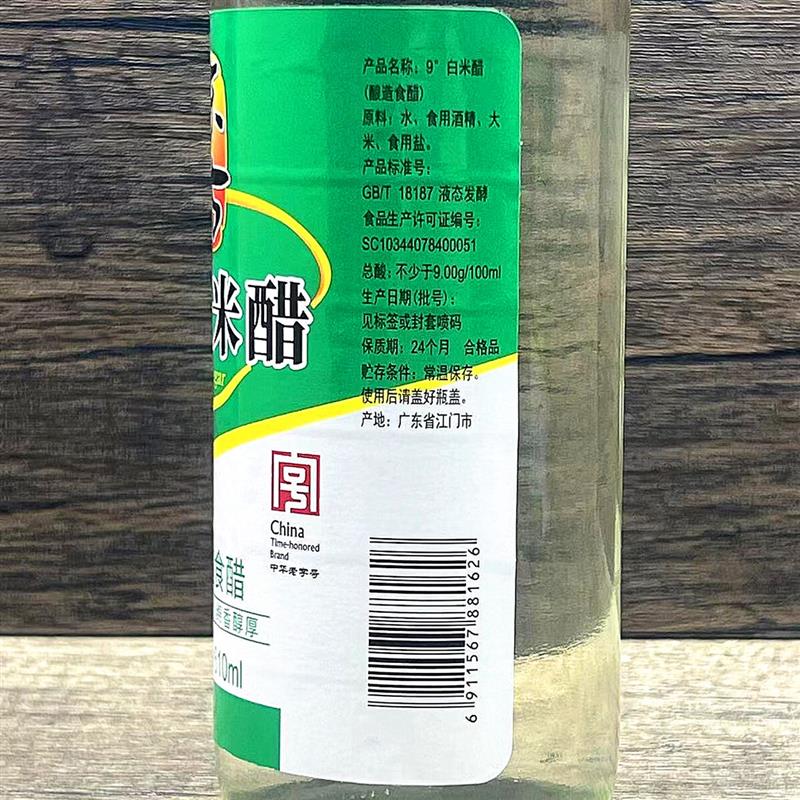 产品名称：9°白米醋
(酿造食醋)
原料：水、食用酒精、大
米、食用盐。
产品标准号：
GB/T 18187 液态发酵
食品生产许可证编号：
SC10344078400051
总酸：不少于9.00g/100ml
生产日期(批号)：
见标签或封套喷码
保质期：24个月 合格品
贮存条件：常温保存。
使用后请盖好瓶盖。
产地：广东省江门市
米醋
gar
China
Time-honored
Brand
中华老字号
食醋
香醇厚
510ml
6 911567 881626